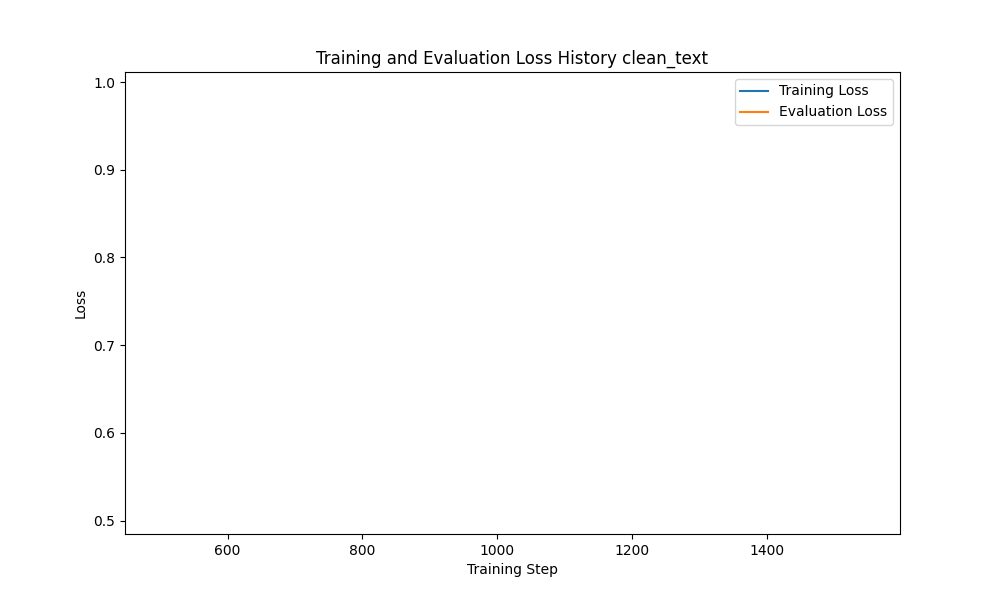 Training and Evaluation Loss History clean_text
Training Loss
Evaluation Loss
1.0
0.9
0.8
0.7
0.6
0.5
Loss
600 800 1000 1200 1400
Training Step